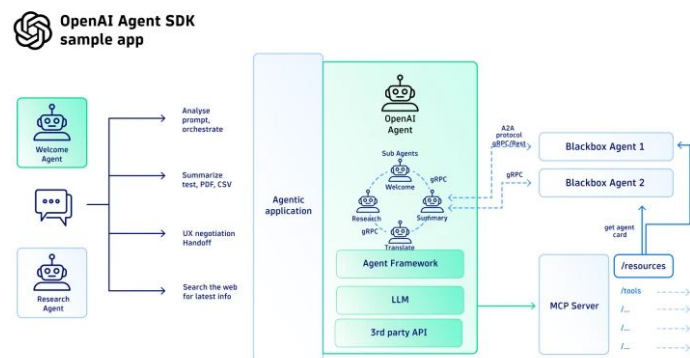 OpenAI Agent SDK
sample app
Welcome
Agent
Research
Agent
Analyse
prompt,
orchestrate
Summarize
test, PDF, CSV
UX negotiation
Handoff
Search the web
for latest info
Agentic
application
OpenAI
Agent
Sub Agents
Welcome
gRPC
Research
Summary
gRPC
Translate
Agent Framework
LLM
3rd party API
A2A
protocol
gRPC/Rest
gRPC
Blackbox Agent 1
Blackbox Agent 2
get agent
card
MCP Server
/resources
/tools
/...
/...
/...